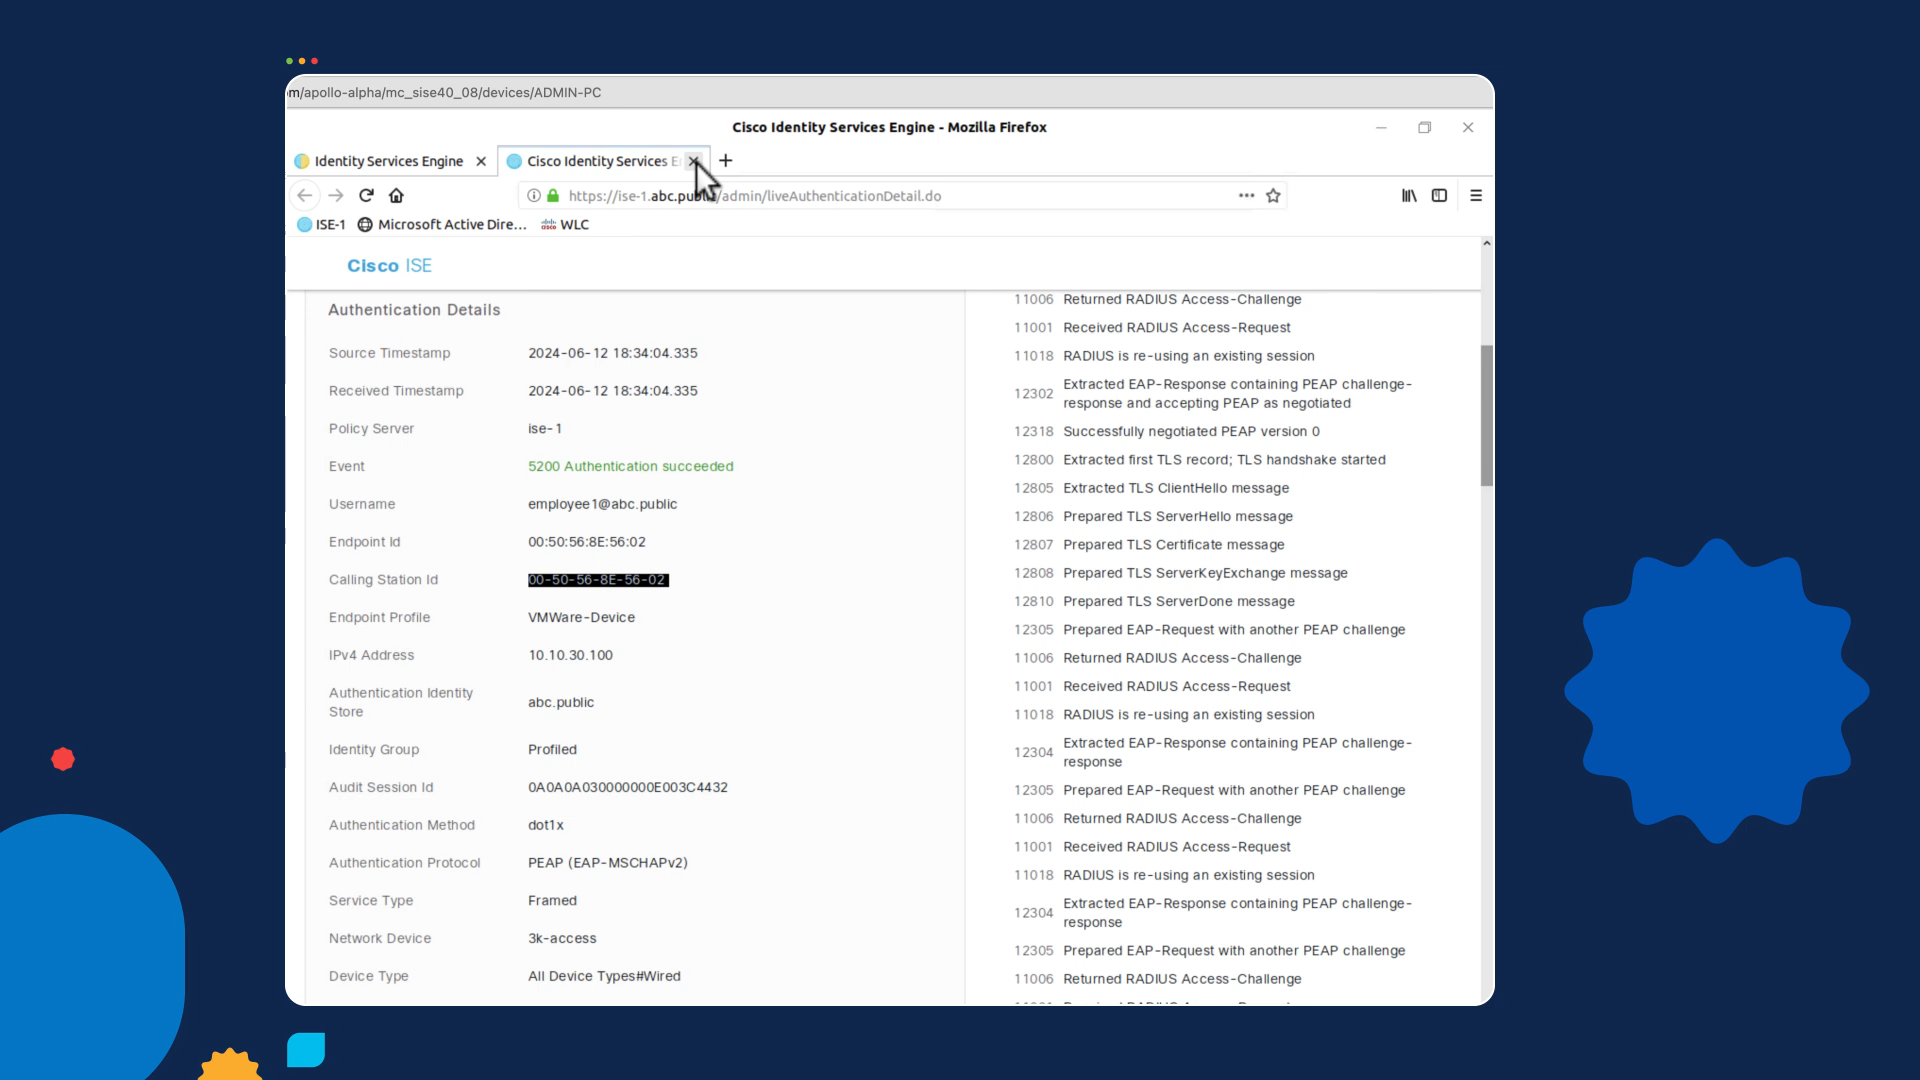 m/apollo-alpha/mc_sise40_08/devices/ADMIN-PC
Cisco Identity Services Engine - Mozilla Firefox
Identity Services Engine
Cisco Identity Services E
https://ise-1.abc.public/admin/liveAuthenticationDetail.do
ISE-1
Microsoft Active Dire...
WLC
Cisco ISE
Authentication Details
Source Timestamp 2024-06-12 18:34:04.335
Received Timestamp 2024-06-12 18:34:04.335
Policy Server ise-1
Event 5200 Authentication succeeded
Username employee1@abc.public
Endpoint Id 00:50:56:8E:56:02
Calling Station Id 00-50-56-8E-56-02
Endpoint Profile VMWare-Device
IPv4 Address 10.10.30.100
Authentication Identity
Store abc.public
Identity Group Profiled
Audit Session Id 0A0A0A030000000E003C4432
Authentication Method dot1x
Authentication Protocol PEAP (EAP-MSCHAPv2)
Service Type Framed
Network Device 3k-access
Device Type All Device Types#Wired
11006 Returned RADIUS Access-Challenge
11001 Received RADIUS Access-Request
11018 RADIUS is re-using an existing session
12302 Extracted EAP-Response containing PEAP challenge-
response and accepting PEAP as negotiated
12318 Successfully negotiated PEAP version 0
12800 Extracted first TLS record; TLS handshake started
12805 Extracted TLS ClientHello message
12806 Prepared TLS ServerHello message
12807 Prepared TLS Certificate message
12808 Prepared TLS ServerKeyExchange message
12810 Prepared TLS ServerDone message
12305 Prepared EAP-Request with another PEAP challenge
11006 Returned RADIUS Access-Challenge
11001 Received RADIUS Access-Request
11018 RADIUS is re-using an existing session
12304 Extracted EAP-Response containing PEAP challenge-
response
12305 Prepared EAP-Request with another PEAP challenge
11006 Returned RADIUS Access-Challenge
11001 Received RADIUS Access-Request
11018 RADIUS is re-using an existing session
12304 Extracted EAP-Response containing PEAP challenge-
response
12305 Prepared EAP-Request with another PEAP challenge
11006 Returned RADIUS Access-Challenge